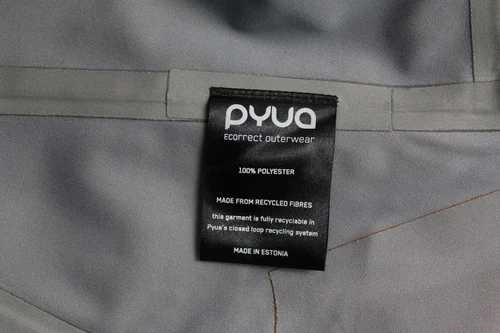 pyua
ecorrect outerwear
100% POLYESTER
MADE FROM RECYCLED FIBRES
this garment is fully recyclable in
Pyua's closed loop recycling system
MADE IN ESTONIA